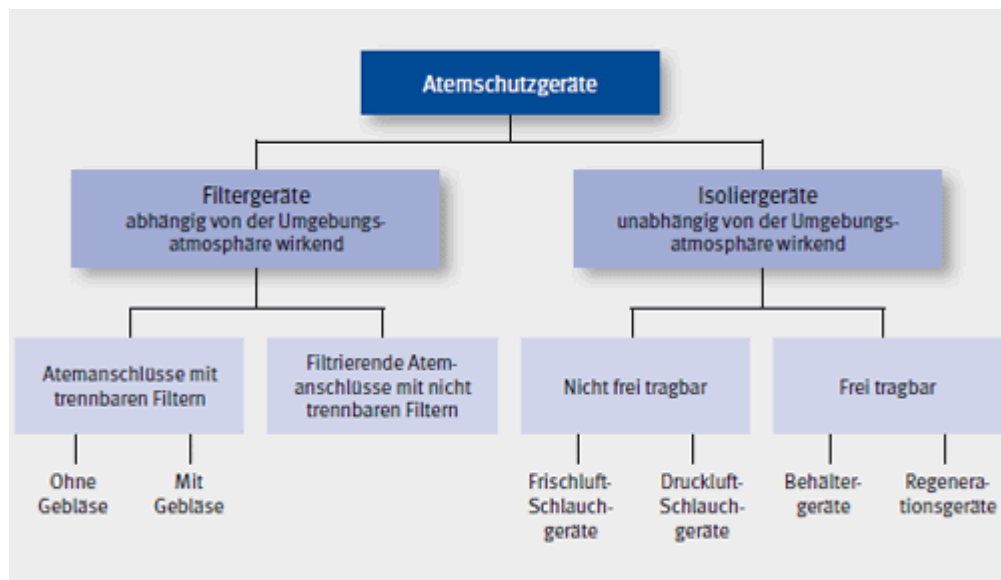 Atemschutzgeräte
Filtergeräte
abhängig von der Umgebungs-
atmosphäre wirkend
Isoliergeräte
unabhängig von der Umgebungs-
atmosphäre wirkend
Atemanschlüsse mit
trennbaren Filtern
Filtrierende Atem-
anschlüsse mit nicht
trennbaren Filtern
Nicht frei tragbar
Frei tragbar
Ohne
Gebläse
Mit
Gebläse
Frischluft-
Schlauch-
geräte
Druckluft-
Schlauch-
geräte
Behälter-
geräte
Regenera-
tionsgeräte